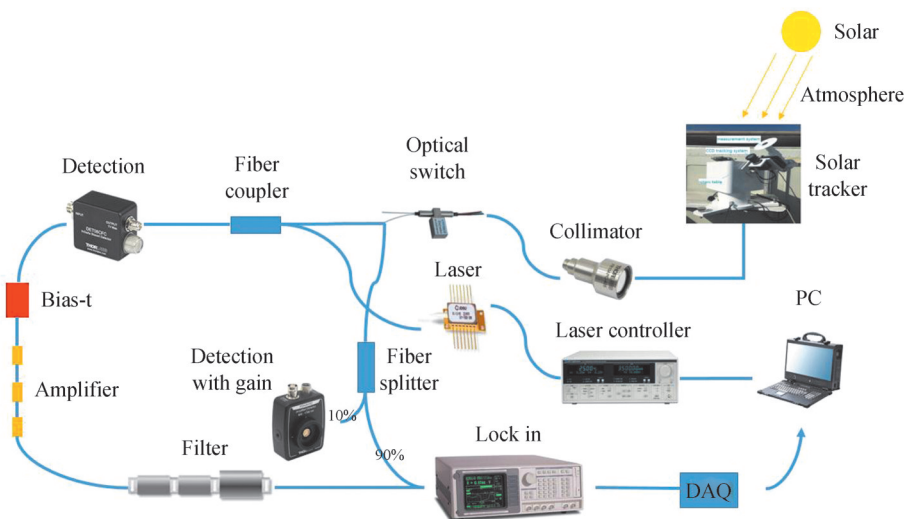 Solar
Atmosphere
Solar
tracker
Optical
switch
Fiber
coupler
Detection
Collimator
Laser
PC
Bias-t
Laser controller
Detection
with gain
Fiber
splitter
Amplifier
10%
Lock in
Filter
90%
DAQ